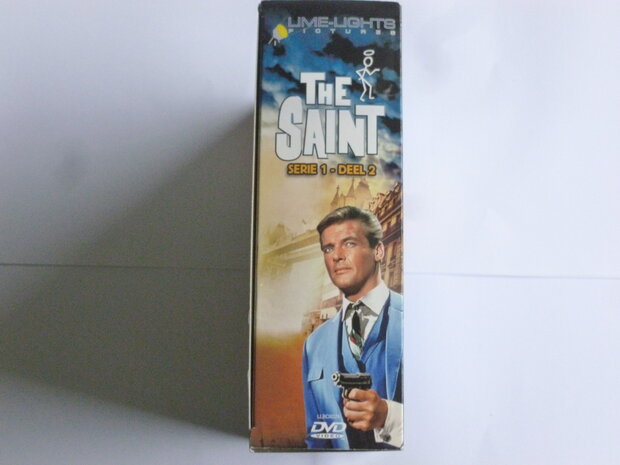 LIME-LIGHTS
PICTURES
THE
SAINT
SERIE 1 - DEEL 2
DVD
VIDEO